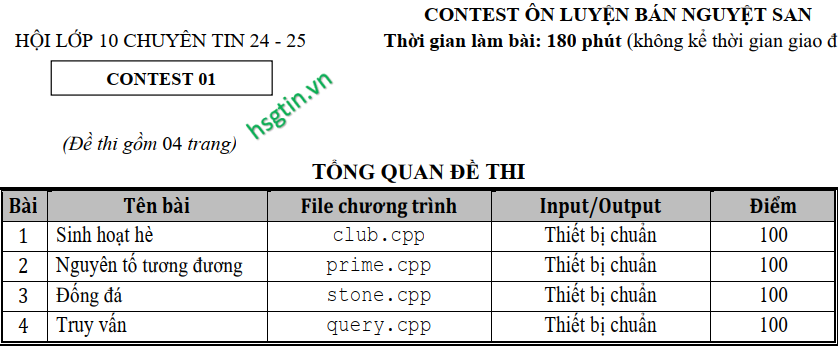 CONTEST ÔN LUYỆN BÁN NGUYỆT SAN
HỘI LỚP 10 CHUYÊN TIN 24 - 25
Thời gian làm bài: 180 phút (không kể thời gian giao đ
CONTEST 01
hsgtin.vn
(Đề thi gồm 04 trang)
TỔNG QUAN ĐỀ THI
Bài Tên bài File chương trình Input/Output Điểm
1 Sinh hoạt hè club.cpp Thiết bị chuẩn 100
2 Nguyên tố tương đương prime.cpp Thiết bị chuẩn 100
3 Đống đá stone.cpp Thiết bị chuẩn 100
4 Truy vấn query.cpp Thiết bị chuẩn 100